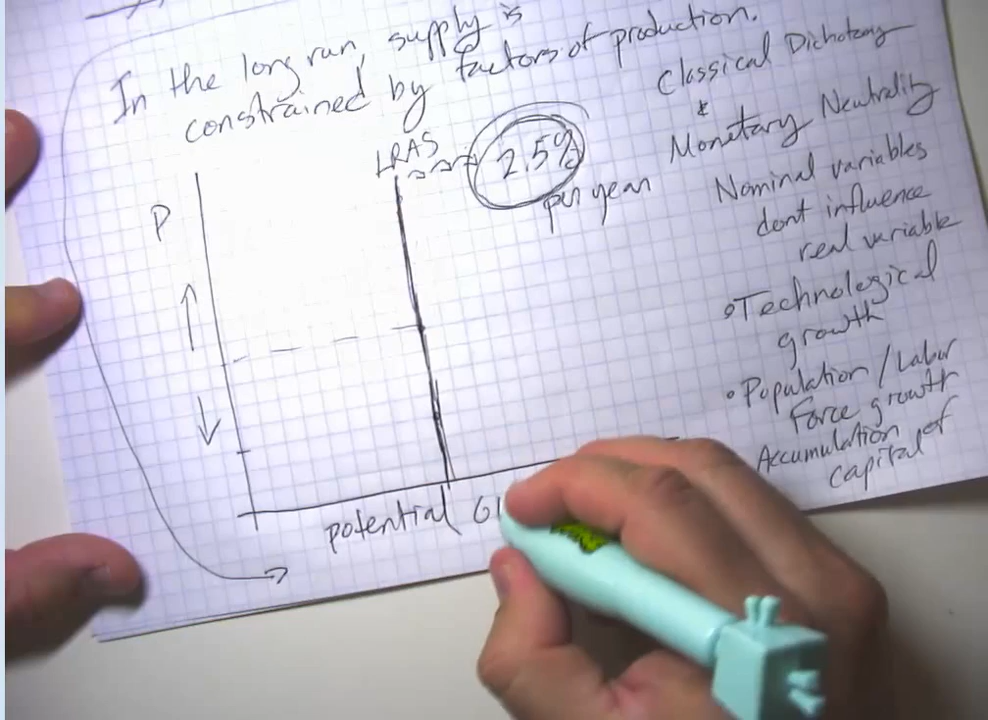 In the long run, supply is
constrained by factors of production.
LRAS
2.5%
per year
P
potential G
Classical Dichotomy
&
Monetary Neutrality
Nominal variables
dont influence
real variable
• Technological
growth
• Population / Labor
Force growth
Accumulation of
capital